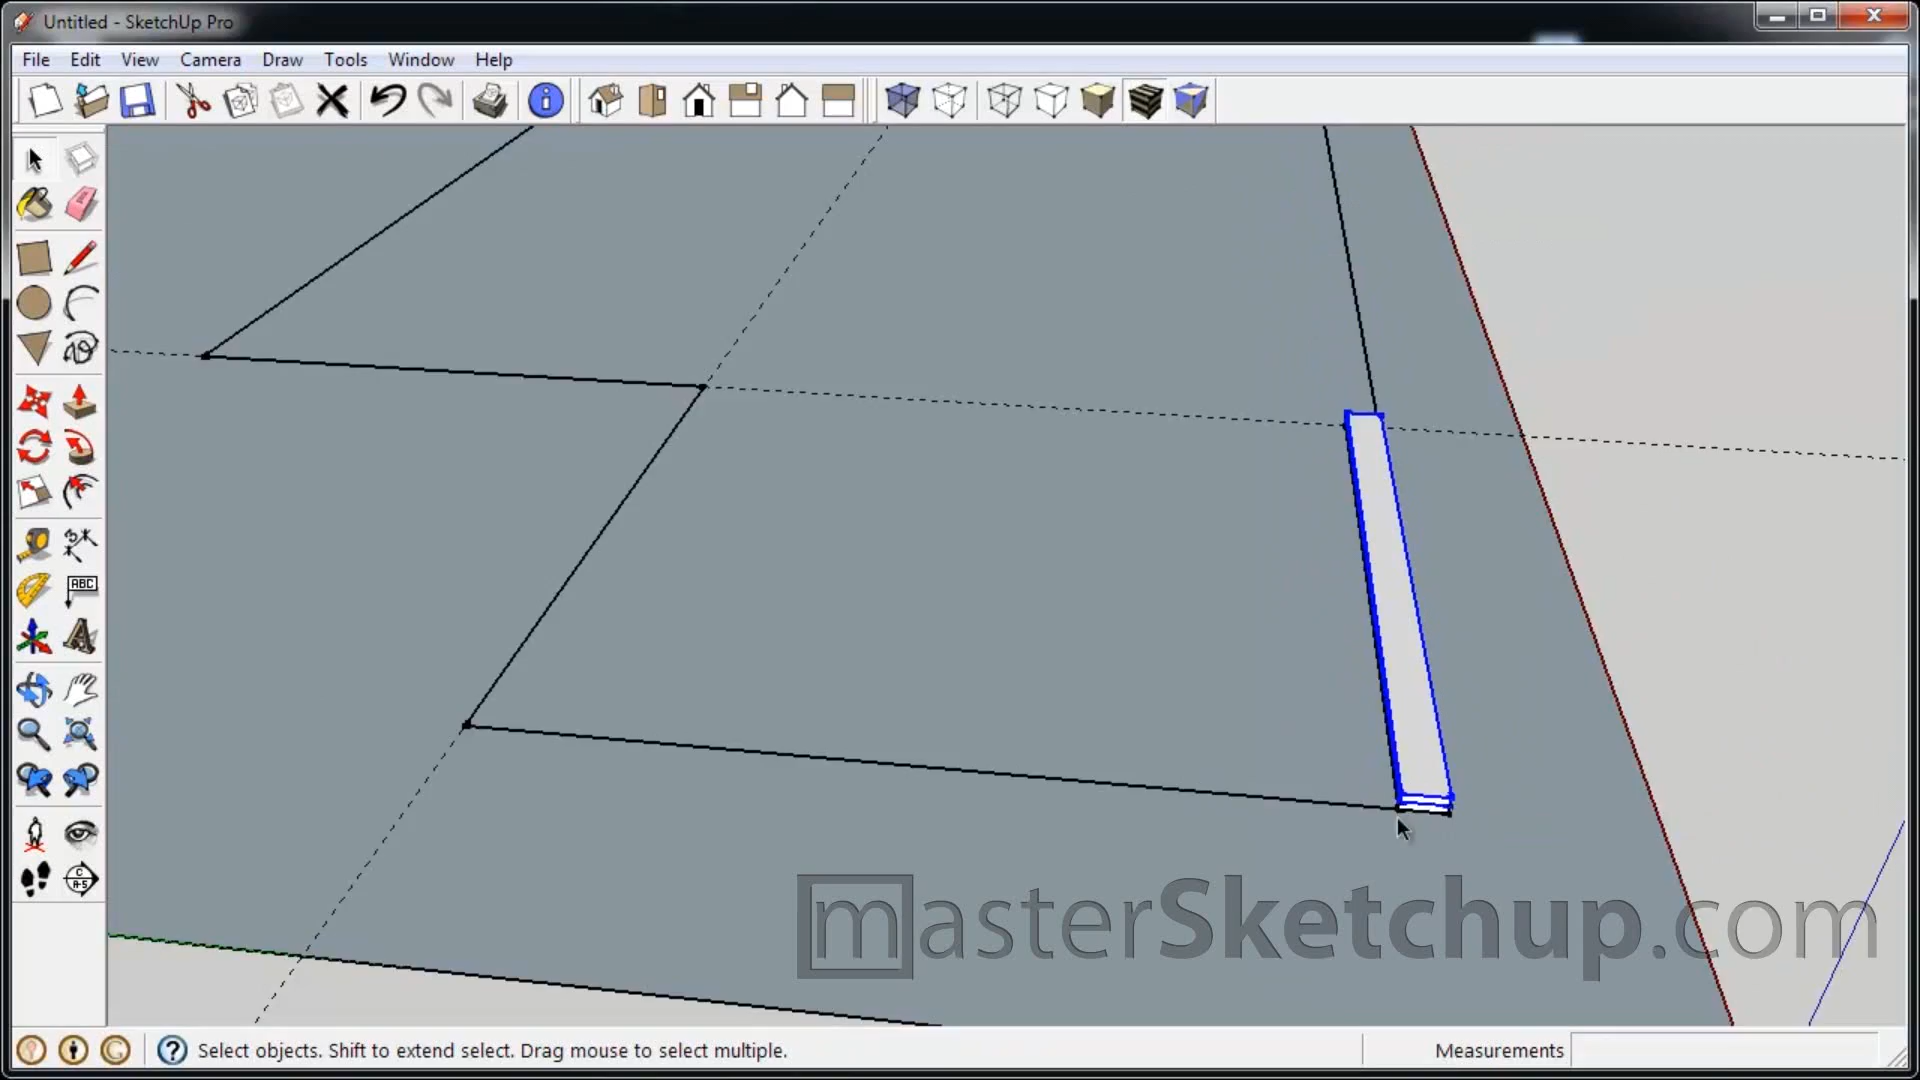 Untitled - SketchUp Pro
File Edit View Camera Draw Tools Window Help
ABC
C
A-5
masterSketchup.com
Select objects. Shift to extend select. Drag mouse to select multiple.
Measurements